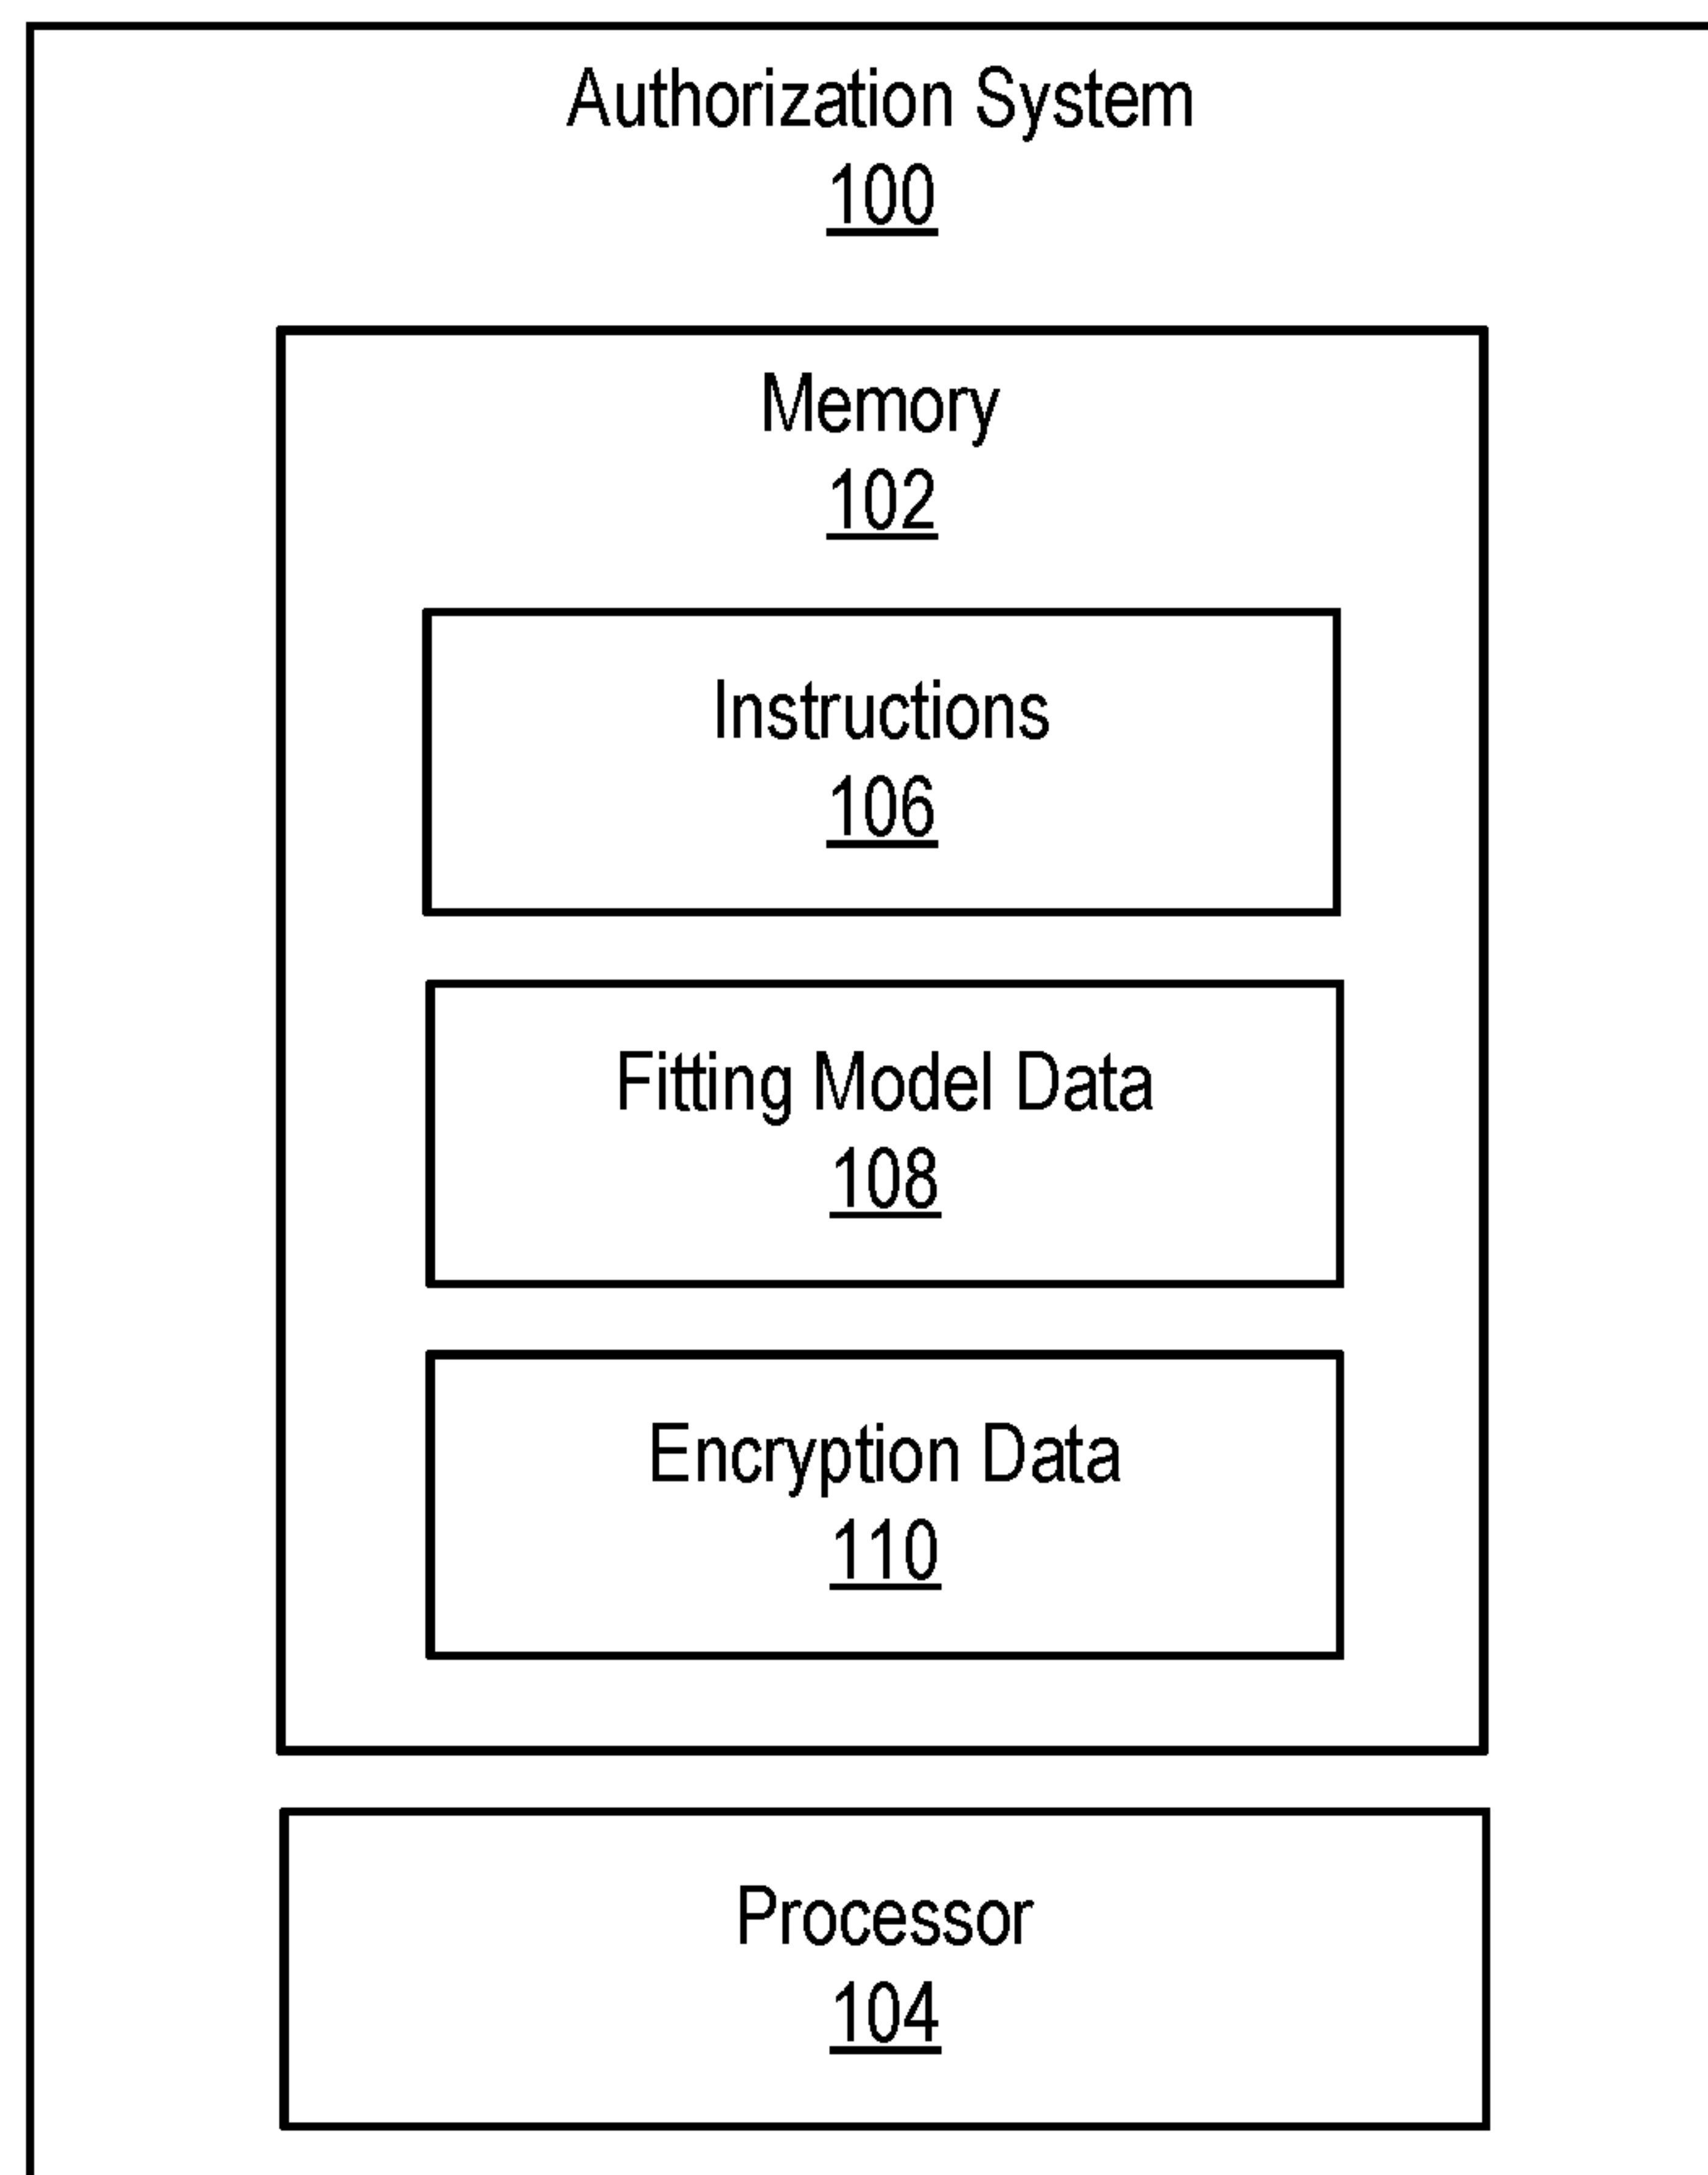 Authorization System
100
Memory
102
Instructions
106
Fitting Model Data
108
Encryption Data
110
Processor
104